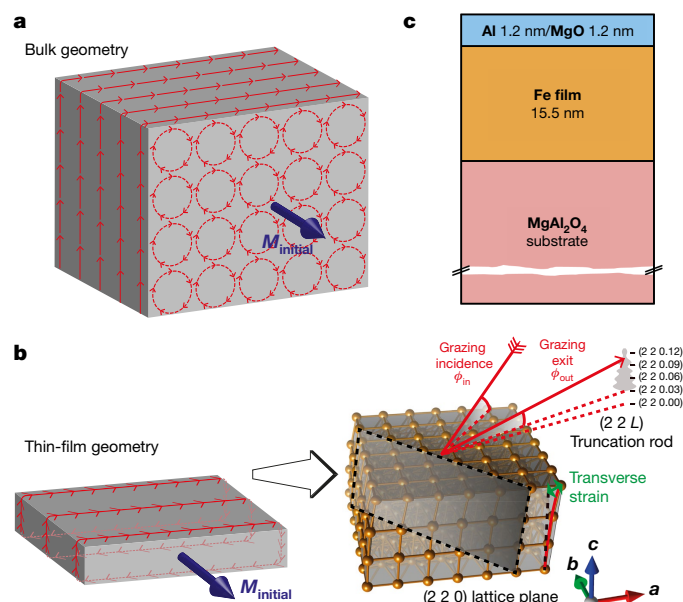 a
Bulk geometry
M initial
c
Al 1.2 nm/MgO 1.2 nm
Fe film
15.5 nm
MgAl₂O₄
substrate
b
Thin-film geometry
M initial
Grazing
incidence
ϕin
Grazing
exit
ϕout
(2 2 0.12)
(2 2 0.09)
(2 2 0.06)
(2 2 0.03)
(2 2 0.00)
(2 2 L)
Truncation rod
Transverse
strain
(2 2 0) lattice plane
c
b
a